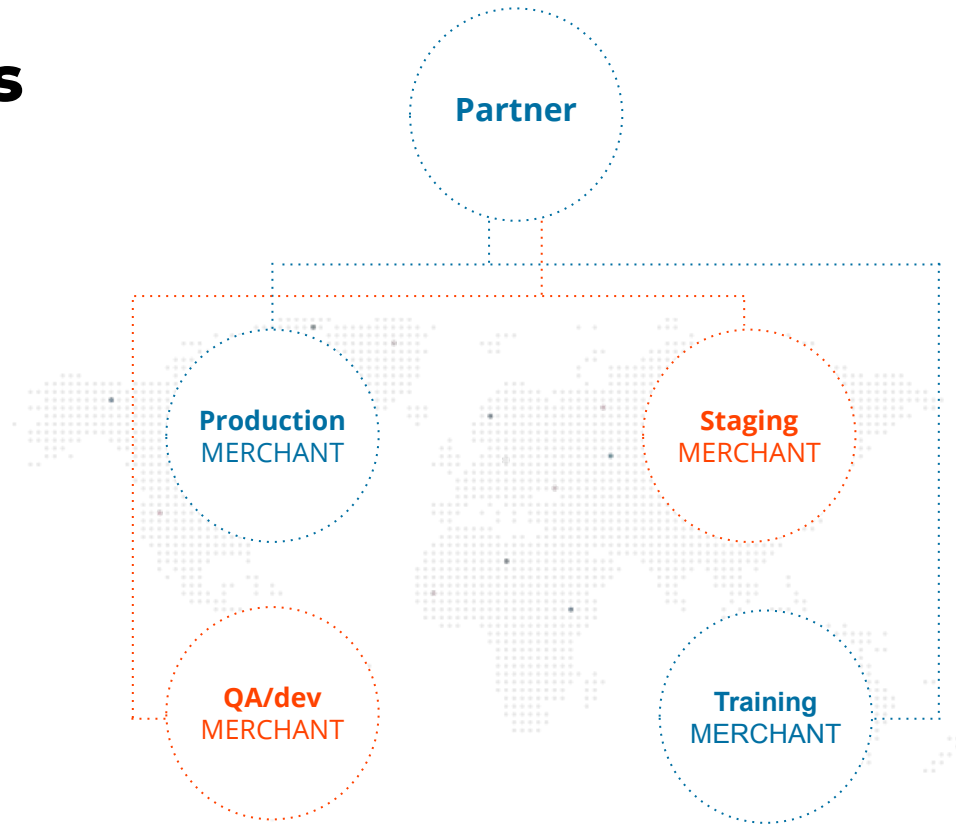 Partner
Production
MERCHANT
Staging
MERCHANT
QA/dev
MERCHANT
Training
MERCHANT